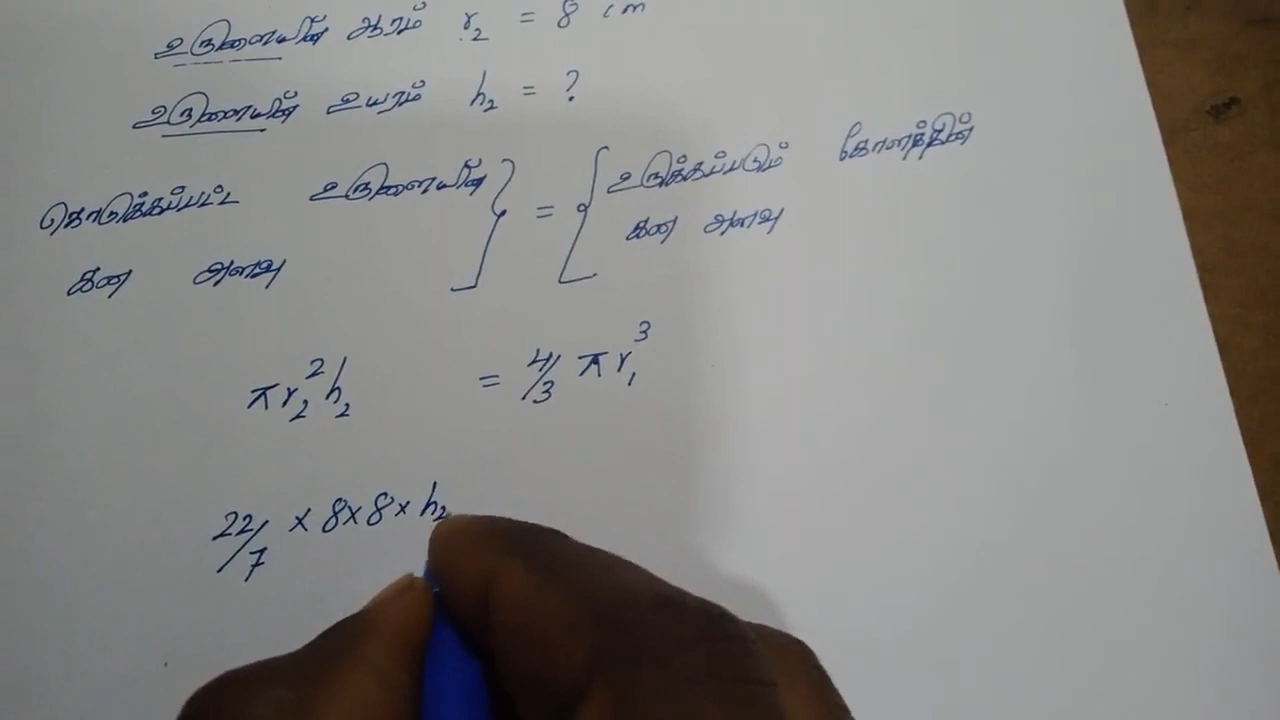 உருளையின் ஆரம் r₂ = 8 cm
உருளையின் உயரம் h₂ = ?
கொடுக்கப்பட்ட உருளையின் } = { உருக்கப்படும் கோளத்தின்
கன அளவு கன அளவு
πr₂²h₂ = 4/3 πr₁³
22/7 × 8×8× h₂